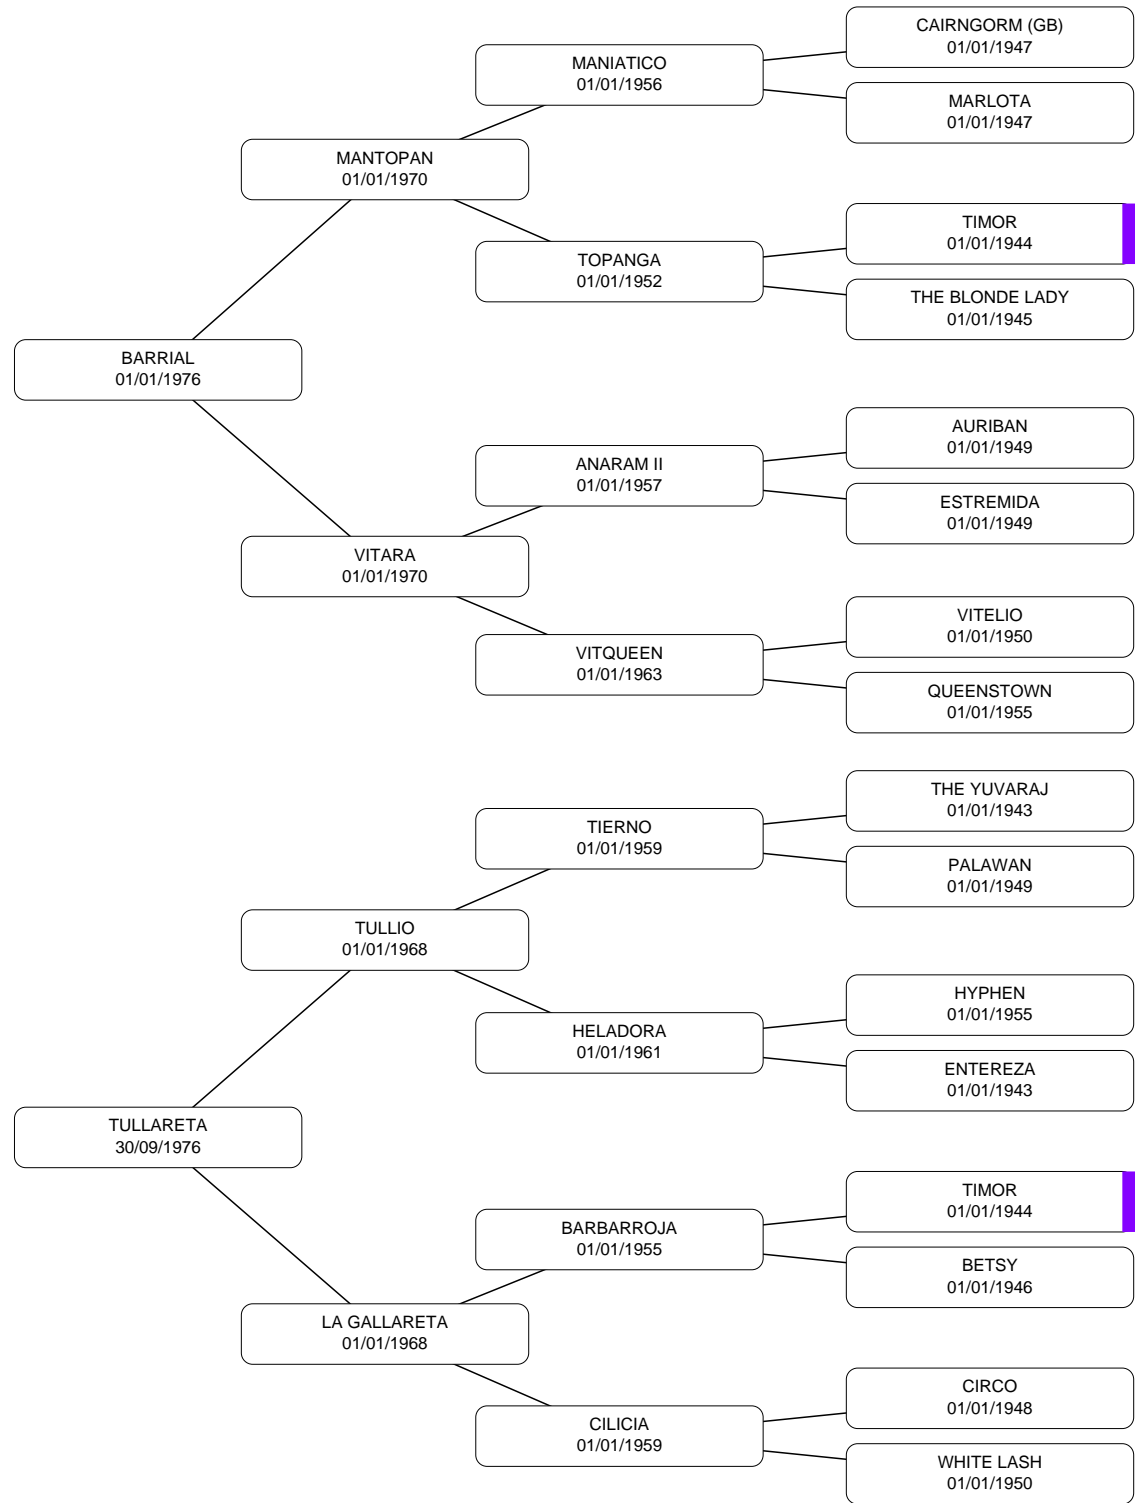 CAIRNGORM (GB)
01/01/1947
MANIATICO
01/01/1956
MARLOTA
01/01/1947
MANTOPAN
01/01/1970
TIMOR
01/01/1944
TOPANGA
01/01/1952
THE BLONDE LADY
01/01/1945
BARRIAL
01/01/1976
AURIBAN
01/01/1949
ANARAM II
01/01/1957
ESTREMIDA
01/01/1949
VITARA
01/01/1970
VITELIO
01/01/1950
VITQUEEN
01/01/1963
QUEENSTOWN
01/01/1955
THE YUVARAJ
01/01/1943
TIERNO
01/01/1959
PALAWAN
01/01/1949
TULLIO
01/01/1968
HYPHEN
01/01/1955
HELADORA
01/01/1961
ENTEREZA
01/01/1943
TULLARETA
30/09/1976
TIMOR
01/01/1944
BARBARROJA
01/01/1955
BETSY
01/01/1946
LA GALLARETA
01/01/1968
CIRCO
01/01/1948
CILICIA
01/01/1959
WHITE LASH
01/01/1950